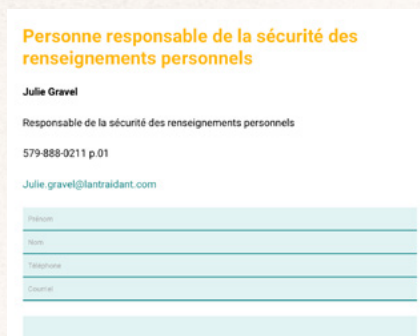 Personne responsable de la sécurité des
renseignements personnels
Julie Gravel
Responsable de la sécurité des renseignements personnels
579-888-0211 p.01
Julie.gravel@lantraidant.com
Prénom
Nom
Téléphone
Courriel